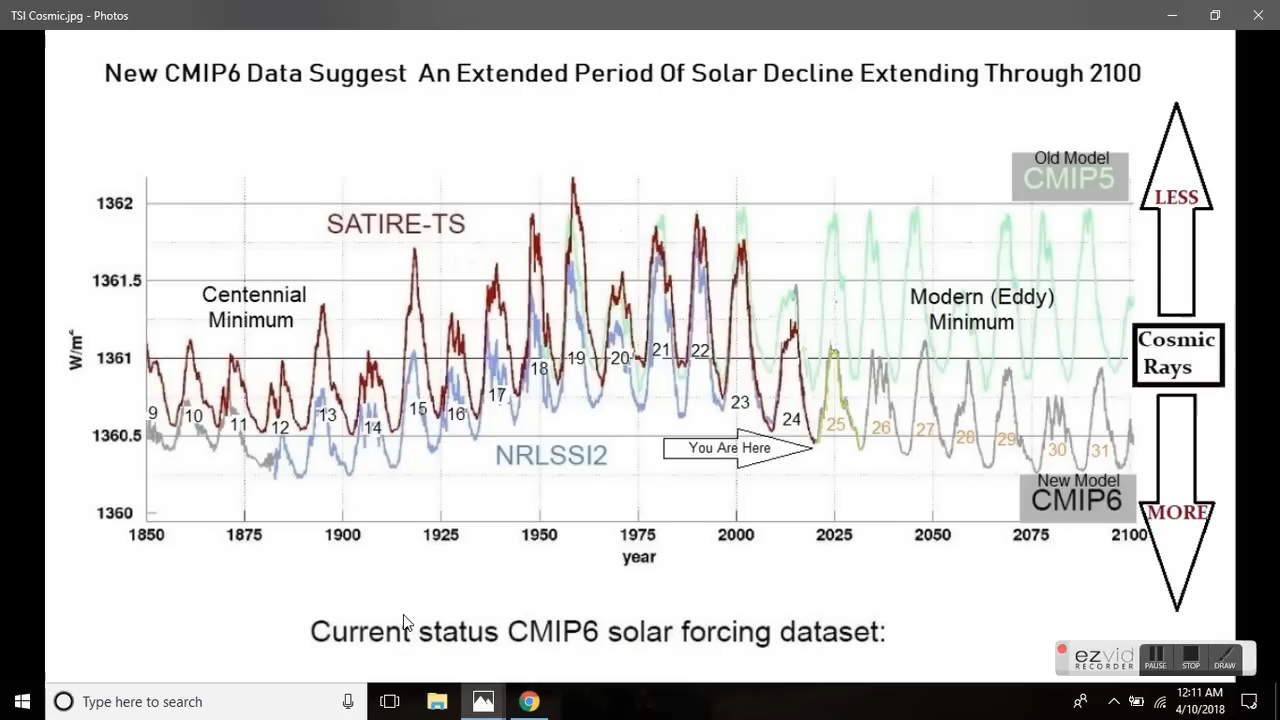 TSI Cosmic.jpg - Photos
New CMIP6 Data Suggest An Extended Period Of Solar Decline Extending Through 2100
Old Model
CMIP5
LESS
1362
SATIRE-TS
1361.5
Centennial
Minimum
Modern (Eddy)
Minimum
W/m²
1361
Cosmic
Rays
9 10 11 12 13 14 15 16 17 18 19 20 21 22 23 24 25 26 27 28 29 30 31
1360.5
You Are Here
NRLSSI2
New Model
CMIP6
MORE
1360
1850 1875 1900 1925 1950 1975 2000 2025 2050 2075 2100
year
Current status CMIP6 solar forcing dataset:
ezvid
RECORDER
PAUSE STOP DRAW
Type here to search
12:11 AM
4/10/2018